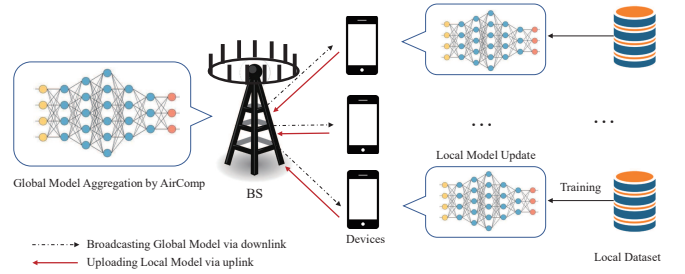 Global Model Aggregation by AirComp
BS
Devices
Local Model Update
Training
Local Dataset
... ...
Broadcasting Global Model via downlink
Uploading Local Model via uplink